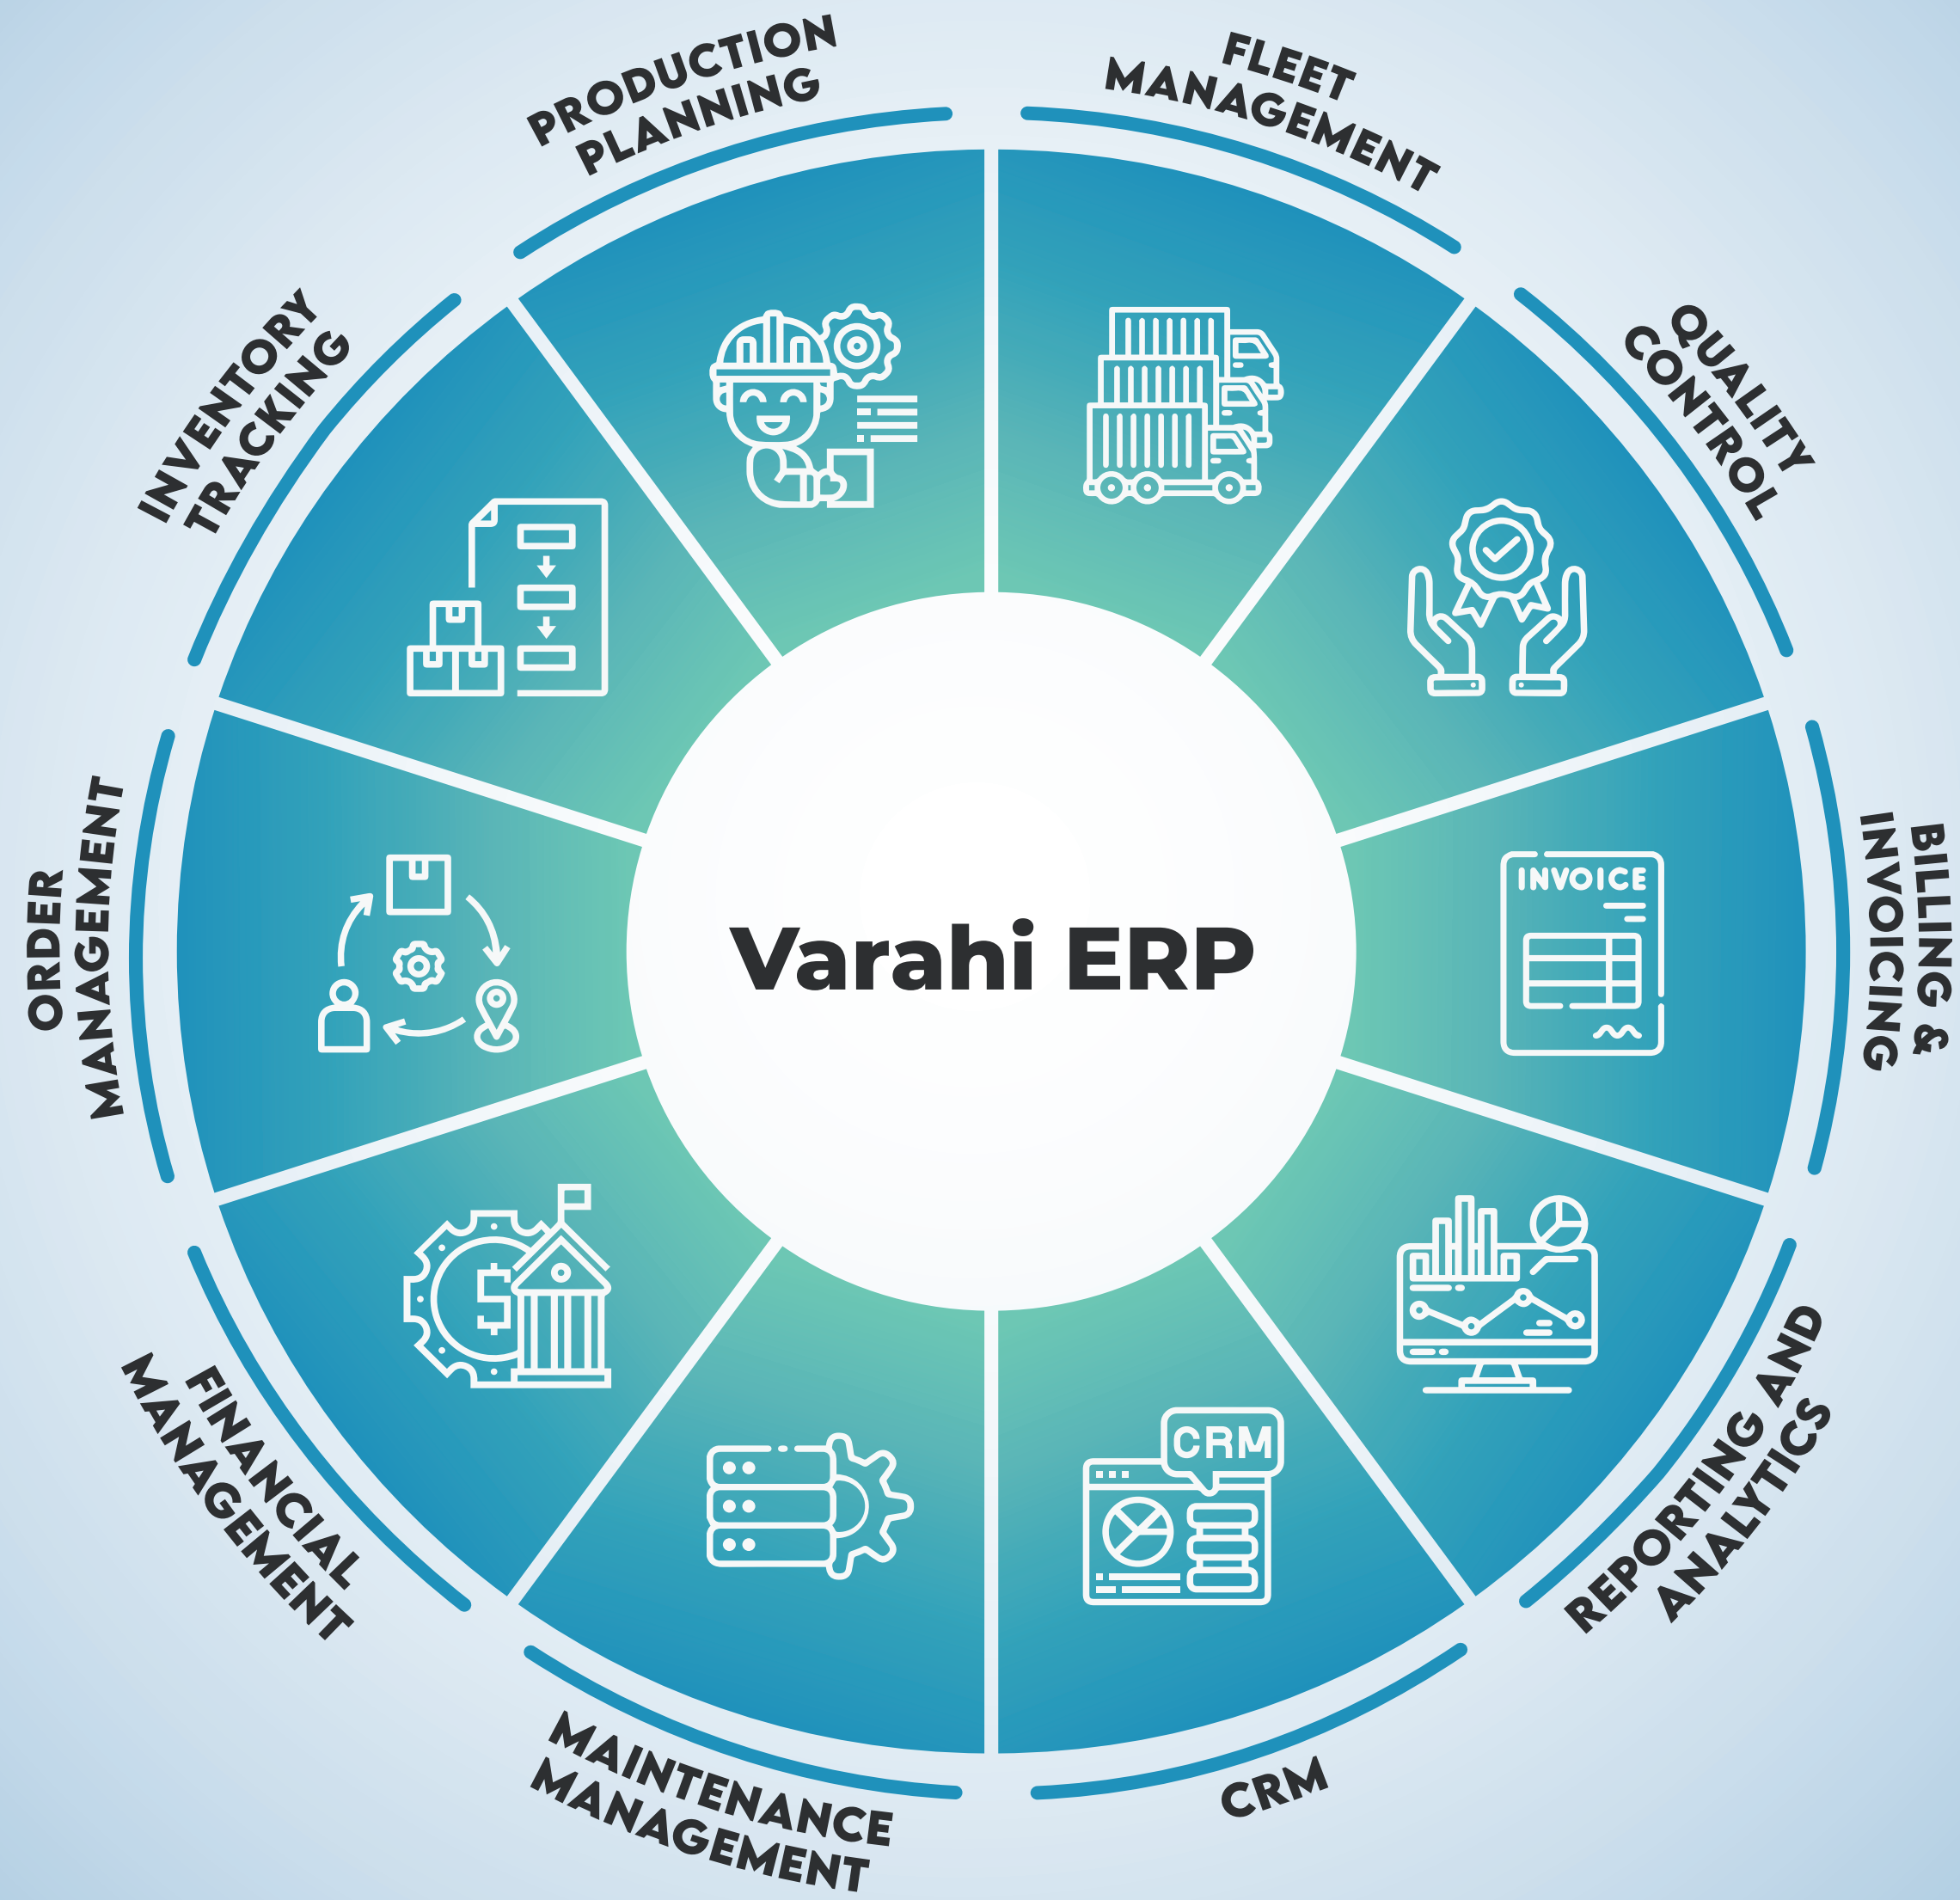 PRODUCTION
PLANNING
FLEET
MANAGEMENT
QUALITY
CONTROL
BILLING &
INVOICING
INVOICE
REPORTING AND
ANALYTICS
CRM
CRM
MAINTENANCE
MANAGEMENT
FINANCIAL
MANAGEMENT
ORDER
MANAGEMENT
INVENTORY
TRACKING
Varahi ERP